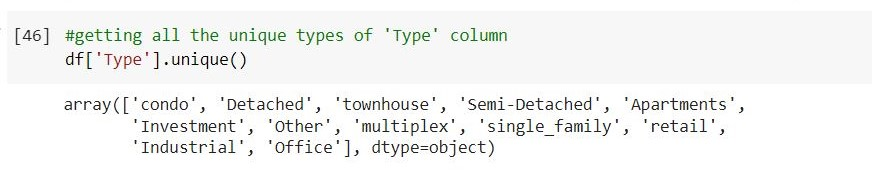 [46] #getting all the unique types of 'Type' column
df['Type'].unique()
array(['condo', 'Detached', 'townhouse', 'Semi-Detached', 'Apartments',
'Investment', 'Other', 'multiplex', 'single_family', 'retail',
'Industrial', 'Office'], dtype=object)